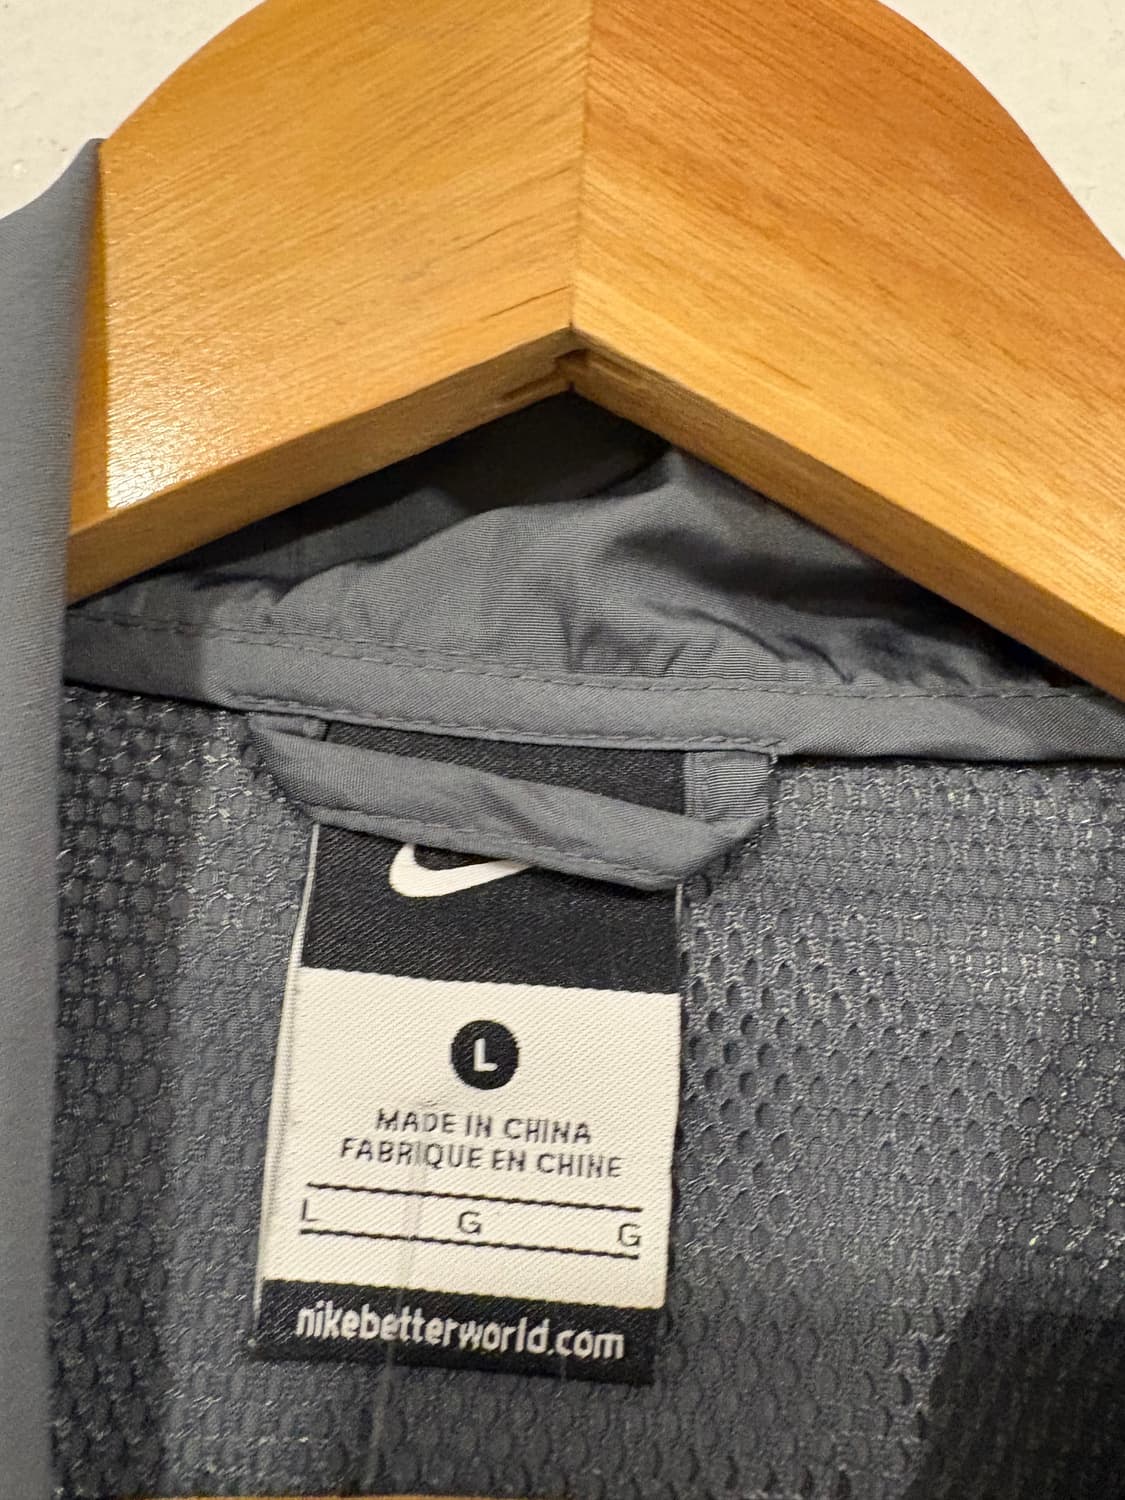 L
MADE IN CHINA
FABRIQUE EN CHINE
L G G
nikebetterworld.com